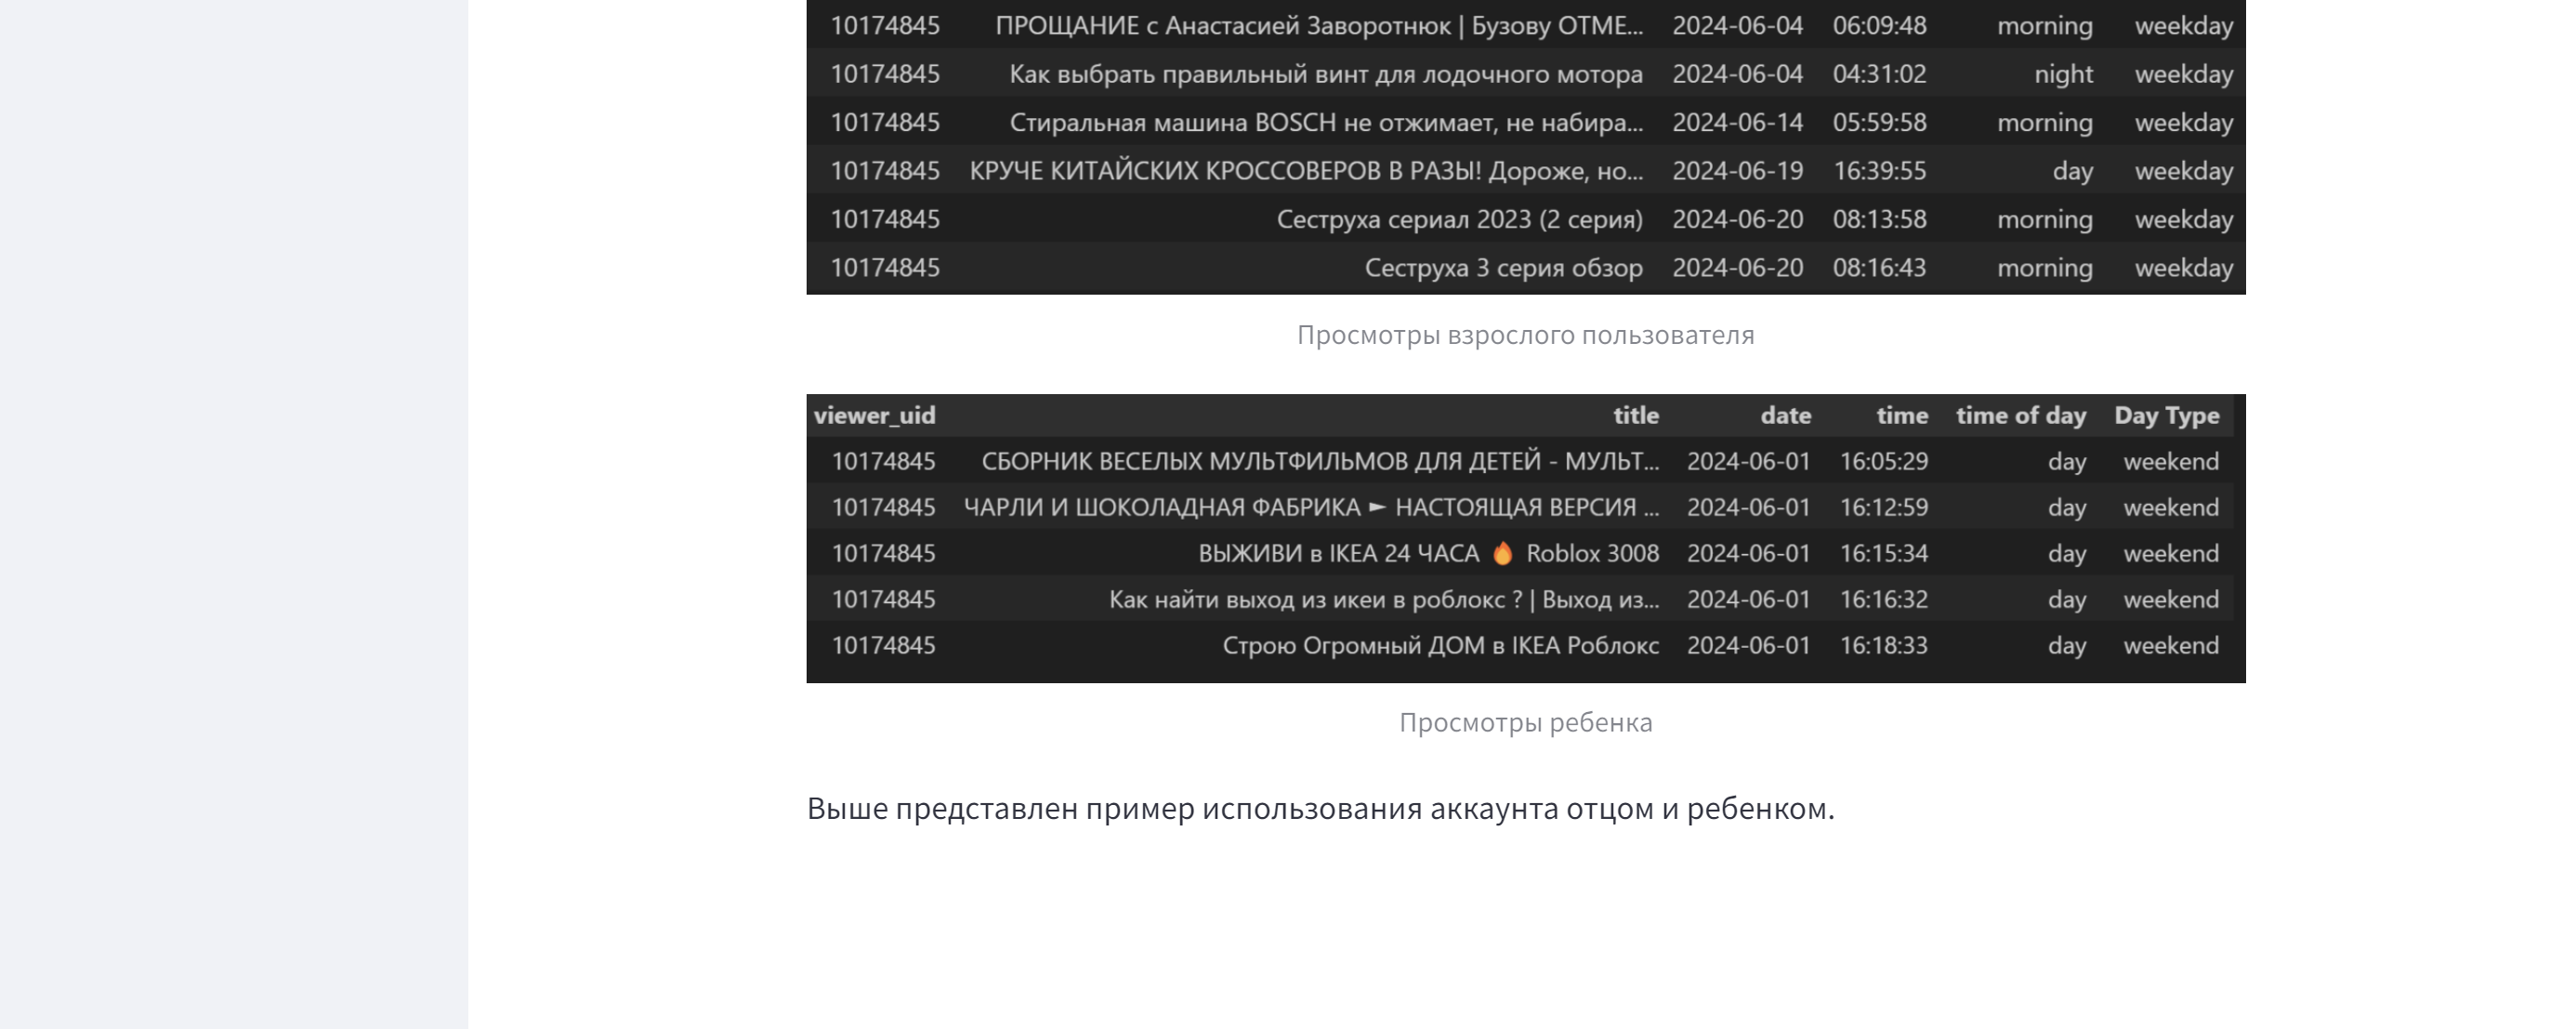 10174845 ПРОЩАНИЕ с Анастасией Заворотнюк | Бузову ОТМЕ... 2024-06-04 06:09:48 morning weekday
10174845 Как выбрать правильный винт для лодочного мотора 2024-06-04 04:31:02 night weekday
10174845 Стиральная машина BOSCH не отжимает, не набира... 2024-06-14 05:59:58 morning weekday
10174845 КРУЧЕ КИТАЙСКИХ КРОССОВЕРОВ В РАЗЫ! Дороже, но... 2024-06-19 16:39:55 day weekday
10174845 Сеструха сериал 2023 (2 серия) 2024-06-20 08:13:58 morning weekday
10174845 Сеструха 3 серия обзор 2024-06-20 08:16:43 morning weekday
Просмотры взрослого пользователя
viewer_uid title date time time of day Day Type
10174845 СБОРНИК ВЕСЕЛЫХ МУЛЬТФИЛЬМОВ ДЛЯ ДЕТЕЙ - МУЛЬТ... 2024-06-01 16:05:29 day weekend
10174845 ЧАРЛИ И ШОКОЛАДНАЯ ФАБРИКА ► НАСТОЯЩАЯ ВЕРСИЯ ... 2024-06-01 16:12:59 day weekend
10174845 ВЫЖИВИ в IKEA 24 ЧАСА 🔥 Roblox 3008 2024-06-01 16:15:34 day weekend
10174845 Как найти выход из икеи в роблокс ? | Выход из... 2024-06-01 16:16:32 day weekend
10174845 Строю Огромный ДОМ в IKEA Роблокс 2024-06-01 16:18:33 day weekend
Просмотры ребенка
Выше представлен пример использования аккаунта отцом и ребенком.